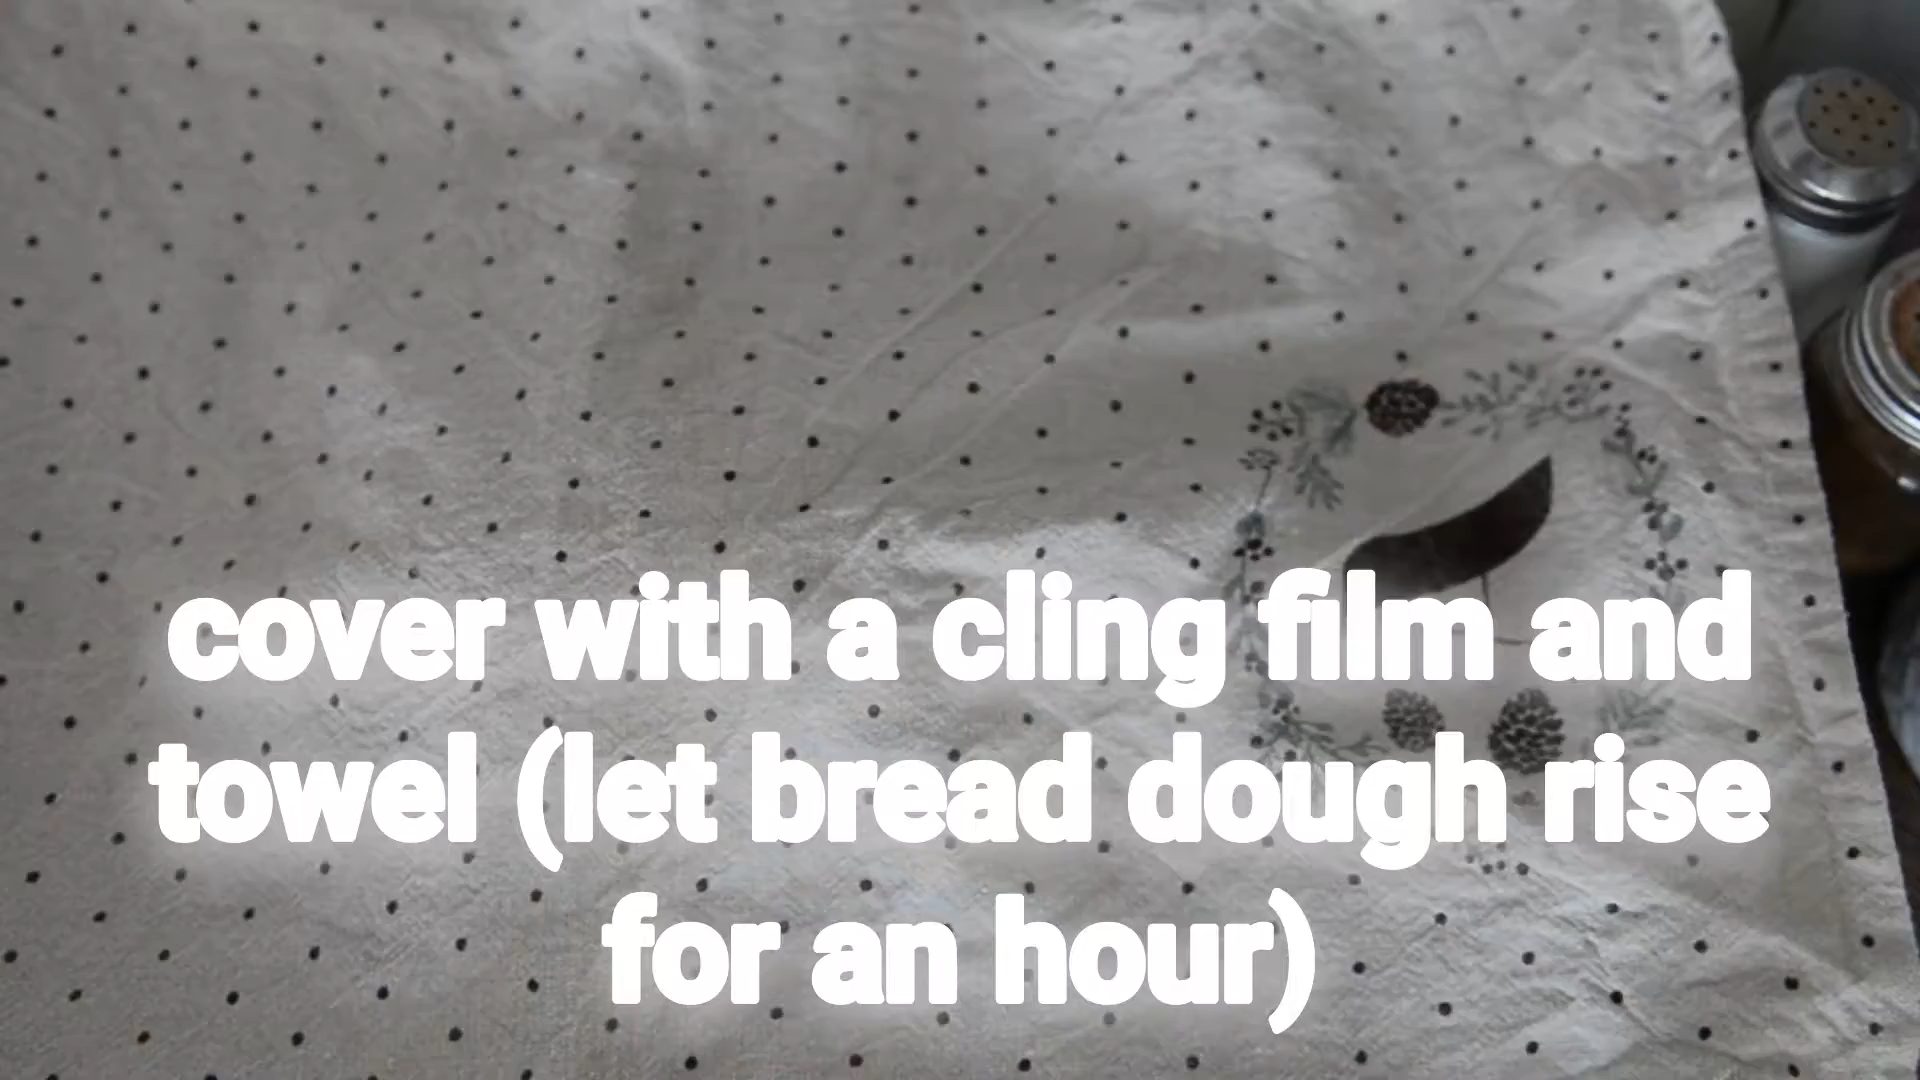 cover with a cling film and
towel (let bread dough rise
for an hour)